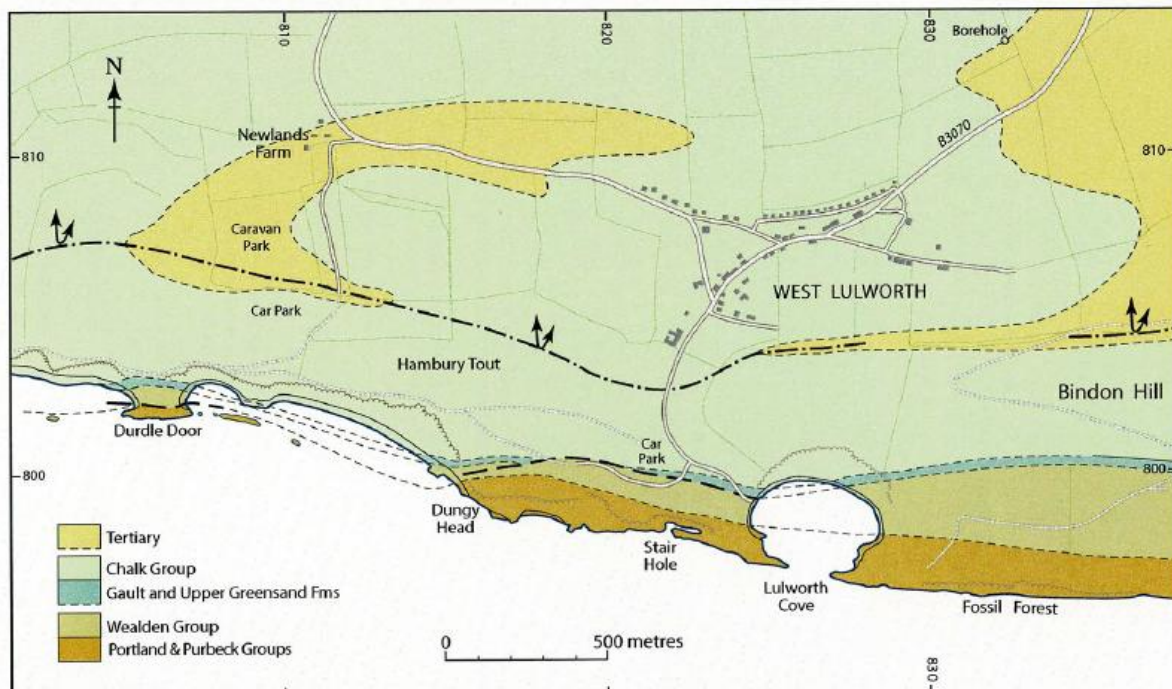 810
820
830
Borehole
N
B3070
Newlands
Farm
810
810
Caravan
Park
WEST LULWORTH
Car Park
Hambury Tout
Bindon Hill
Durdle Door
Car
Park
800
800
Dungy
Head
Stair
Hole
Lulworth
Cove
Fossil Forest
Tertiary
Chalk Group
Gault and Upper Greensand Fms
Wealden Group
Portland & Purbeck Groups
0 500 metres
830